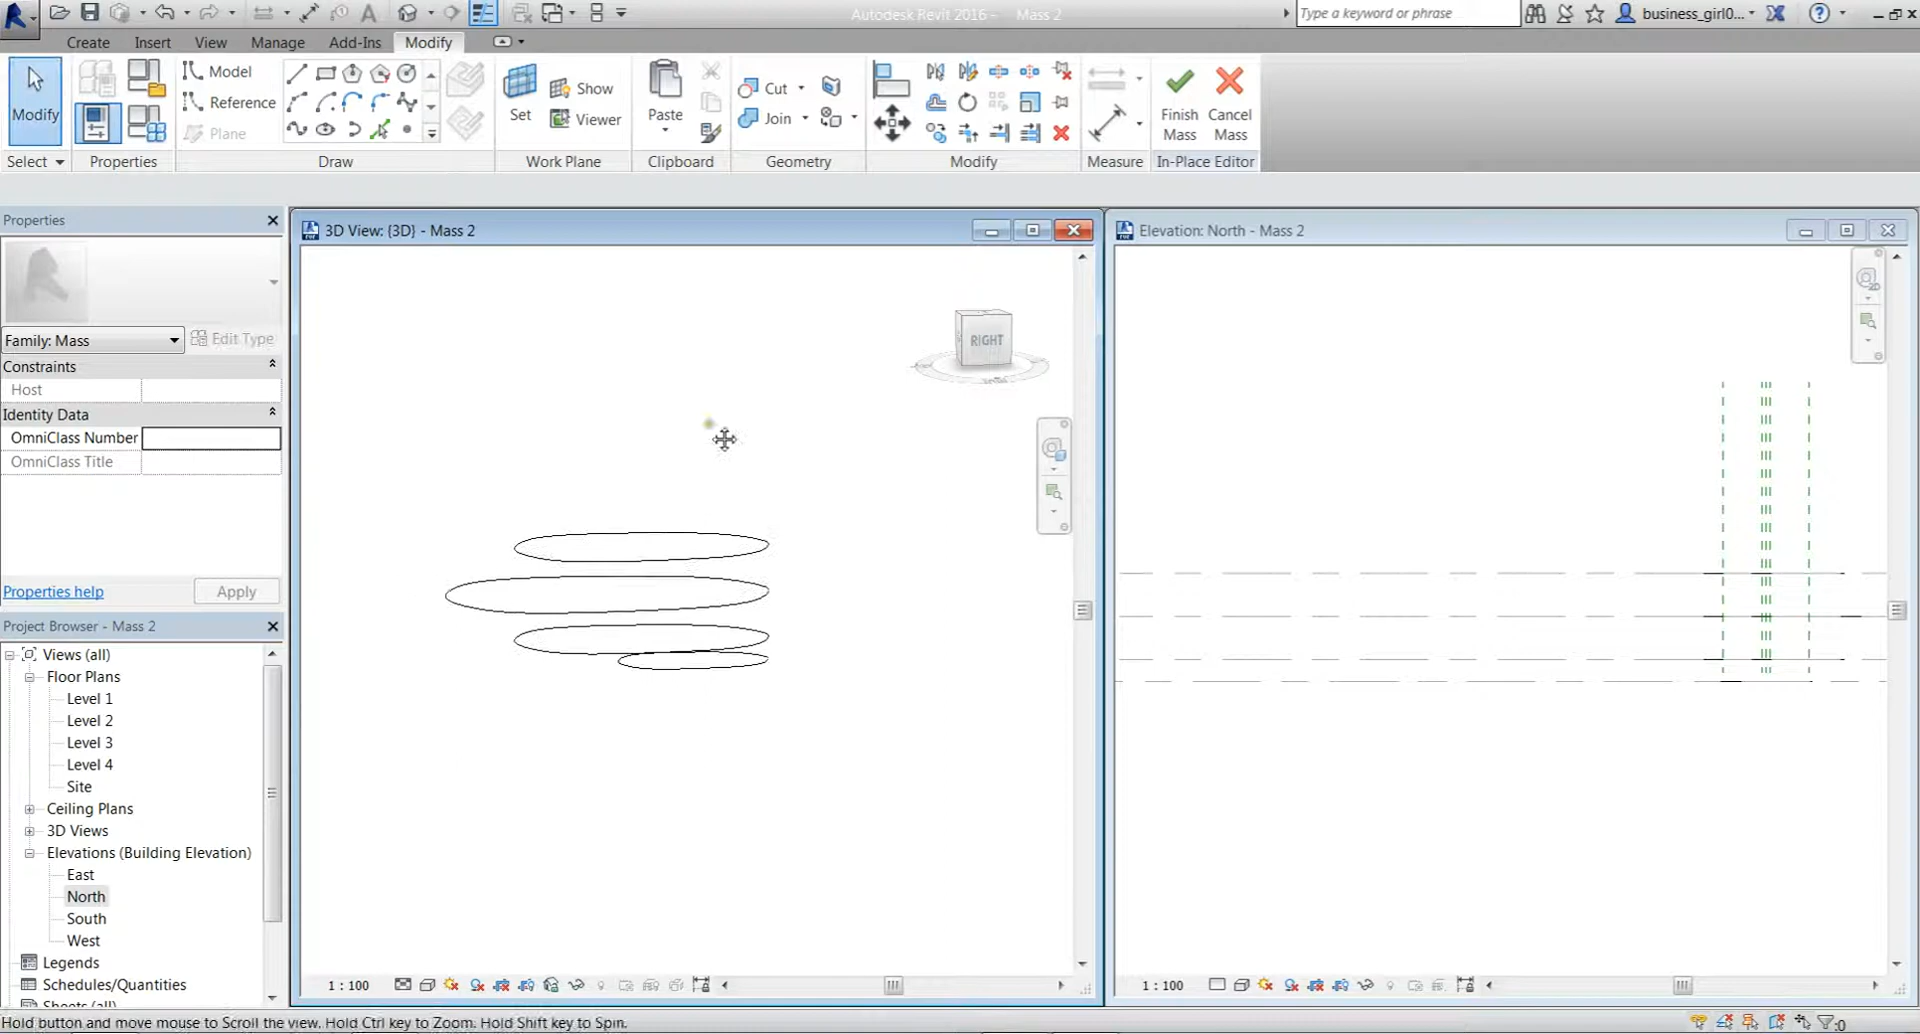 Autodesk Revit 2016 - Mass 2
Type a keyword or phrase
business_girl0...
Create Insert View Manage Add-Ins Modify
Modify
Model
Reference
Plane
Set
Show
Viewer
Paste
Cut
Join
Finish Mass
Cancel Mass
Select Properties Draw Work Plane Clipboard Geometry Modify Measure In-Place Editor
Properties
Family: Mass
Edit Type
Constraints
Host
Identity Data
OmniClass Number
OmniClass Title
Properties help
Apply
Project Browser - Mass 2
Views (all)
Floor Plans
Level 1
Level 2
Level 3
Level 4
Site
Ceiling Plans
3D Views
Elevations (Building Elevation)
East
North
South
West
Legends
Schedules/Quantities
Sheets (all)
3D View: {3D} - Mass 2
RIGHT
1 : 100
Elevation: North - Mass 2
2D
1 : 100
Hold button and move mouse to Scroll the view. Hold Ctrl key to Zoom. Hold Shift key to Spin.
:0